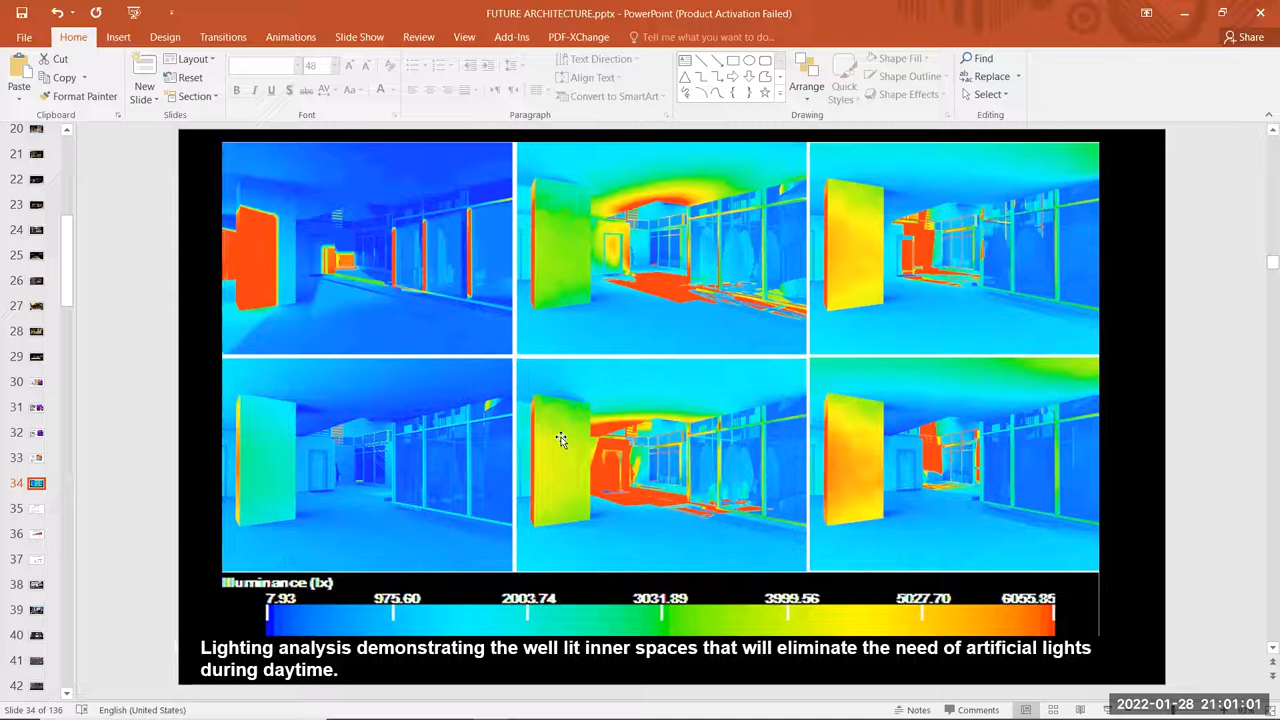 FUTURE ARCHITECTURE.pptx - PowerPoint (Product Activation Failed)
File Home Insert Design Transitions Animations Slide Show Review View Add-Ins PDF-XChange Tell me what you want to do... Share
Paste
Cut
Copy
Format Painter
Clipboard
New
Slide
Layout
Reset
Section
Slides
48
B I U S abc AV Aa A
Font
Text Direction
Align Text
Convert to SmartArt
Paragraph
Arrange
Quick
Styles
Shape Fill
Shape Outline
Shape Effects
Drawing
Find
Replace
Select
Editing
20
21
22
23
24
25
26
27
28
29
30
31
32
33
34
35
36
37
38
39
40
41
42
Illuminance (lx)
7.93 975.60 2003.74 3031.89 3999.56 5027.70 6055.85
Lighting analysis demonstrating the well lit inner spaces that will eliminate the need of artificial lights
during daytime.
Slide 34 of 136 English (United States) Notes Comments
2022-01-28 21:01:01